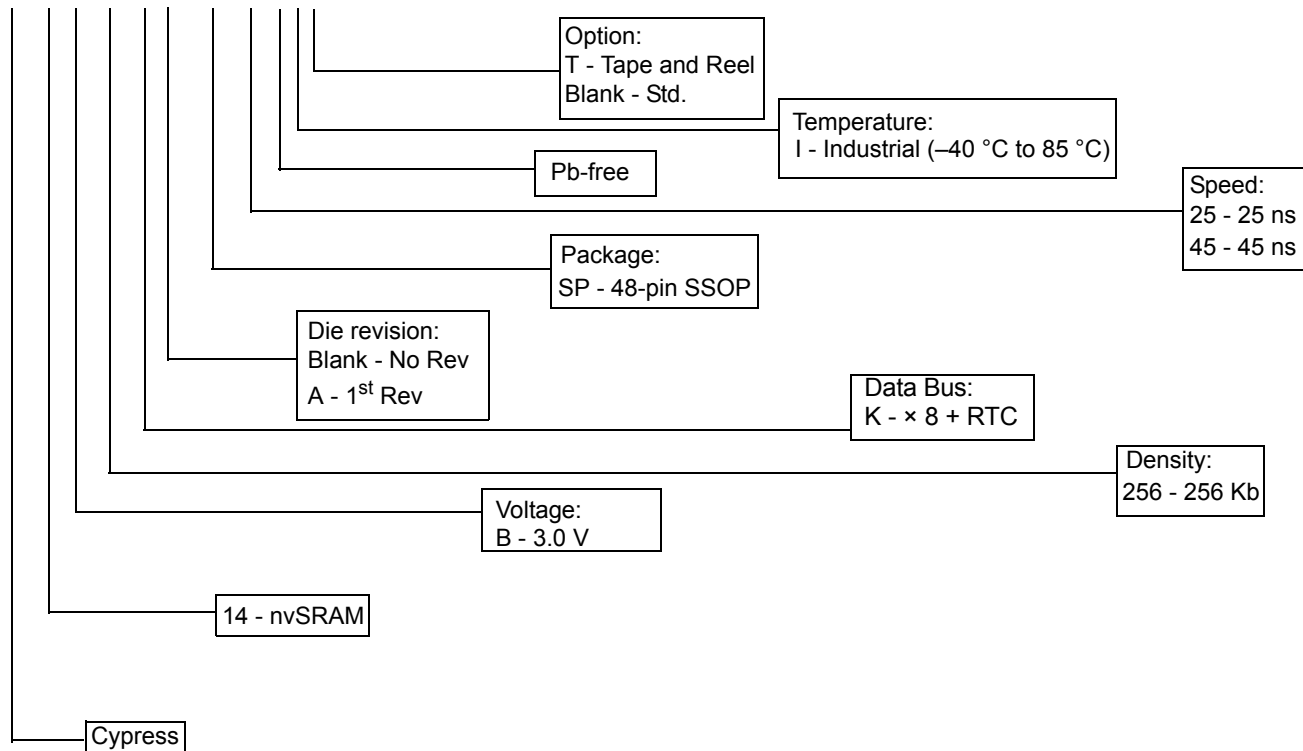 Option:
T - Tape and Reel
Blank - Std.
Temperature:
I - Industrial (–40 °C to 85 °C)
Pb-free
Speed:
25 - 25 ns
45 - 45 ns
Package:
SP - 48-pin SSOP
Die revision:
Blank - No Rev
A - 1st Rev
Data Bus:
K - × 8 + RTC
Density:
256 - 256 Kb
Voltage:
B - 3.0 V
14 - nvSRAM
Cypress